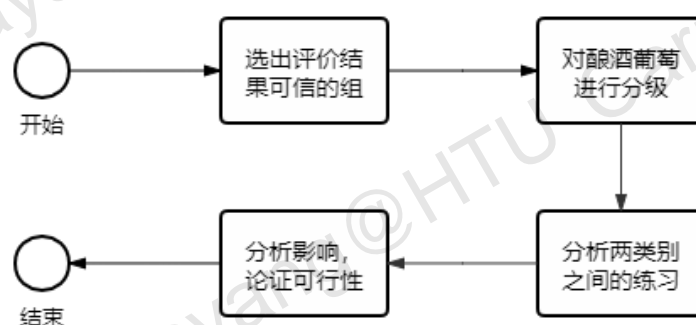 选出评价结
果可信的组
对酿酒葡萄
进行分级
开始
分析影响，
论证可行性
分析两类别
之间的练习
结束
@HTU